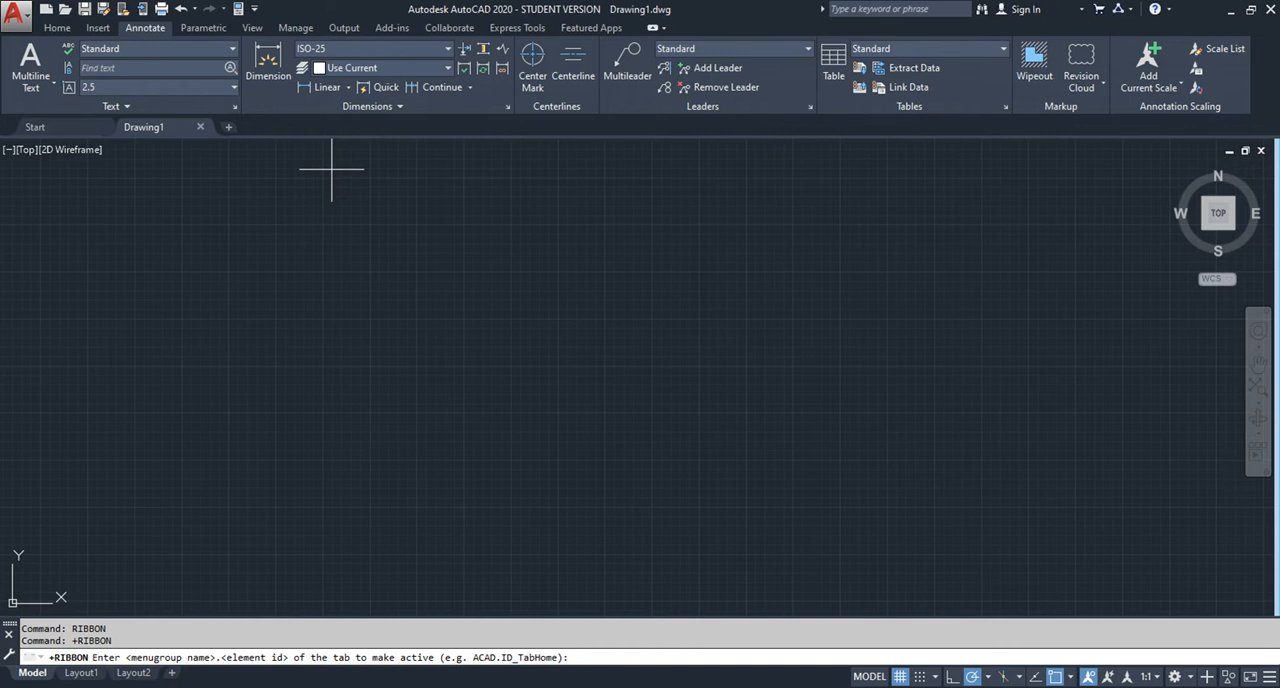 Autodesk AutoCAD 2020 - STUDENT VERSION Drawing1.dwg
Type a keyword or phrase
Sign In
Home Insert Annotate Parametric View Manage Output Add-ins Collaborate Express Tools Featured Apps
A
Multiline
Text
ABC
Standard
Find text
2.5
Text
Dimension
ISO-25
Use Current
Linear
Quick
Continue
Dimensions
Center
Mark
Centerline
Centerlines
Multileader
Standard
Add Leader
Remove Leader
Leaders
Table
Standard
Extract Data
Link Data
Tables
Wipeout
Revision
Cloud
Markup
Add
Current Scale
Scale List
Annotation Scaling
Start
Drawing1
[−][Top][2D Wireframe]
N
W
TOP
E
S
WCS
Y
X
Command: RIBBON
Command: +RIBBON
+RIBBON Enter <menugroup name>.<element id> of the tab to make active (e.g. ACAD.ID_TabHome):
Model Layout1 Layout2
MODEL
1:1